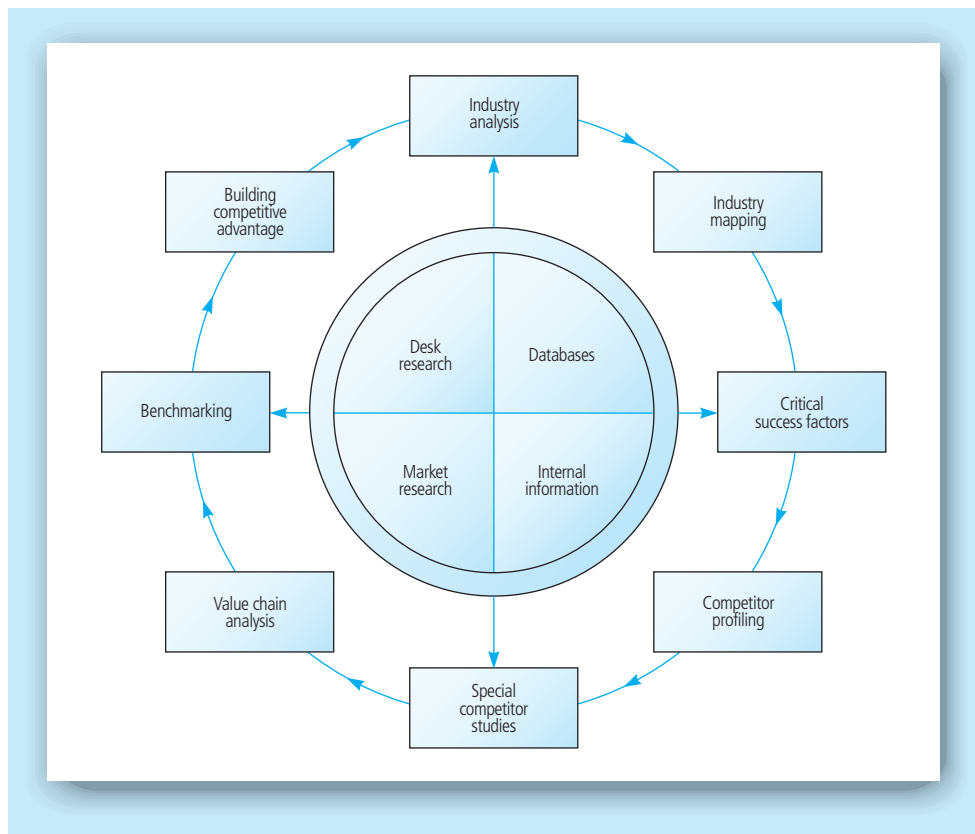 Industry
analysis
Industry
mapping
Critical
success factors
Competitor
profiling
Special
competitor
studies
Value chain
analysis
Benchmarking
Building
competitive
advantage
Desk
research
Databases
Market
research
Internal
information